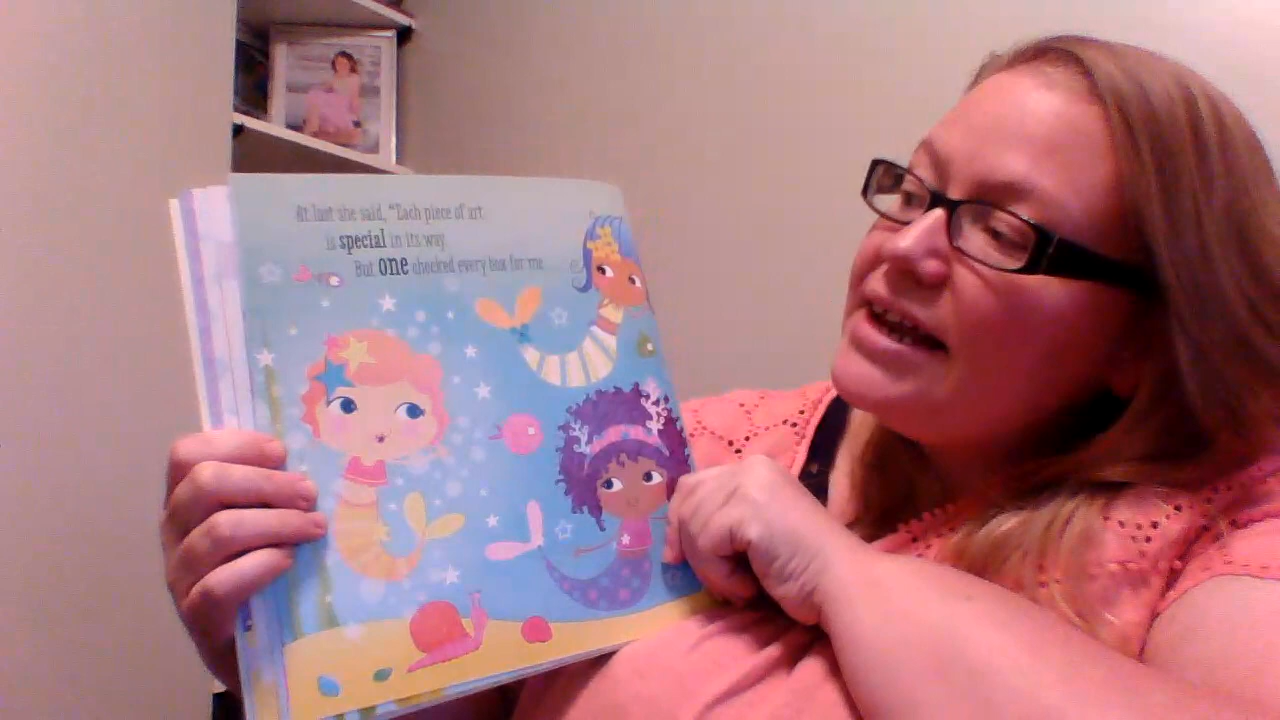 At last she said, "Each piece of art
is special in its way.
But one checked every box for me